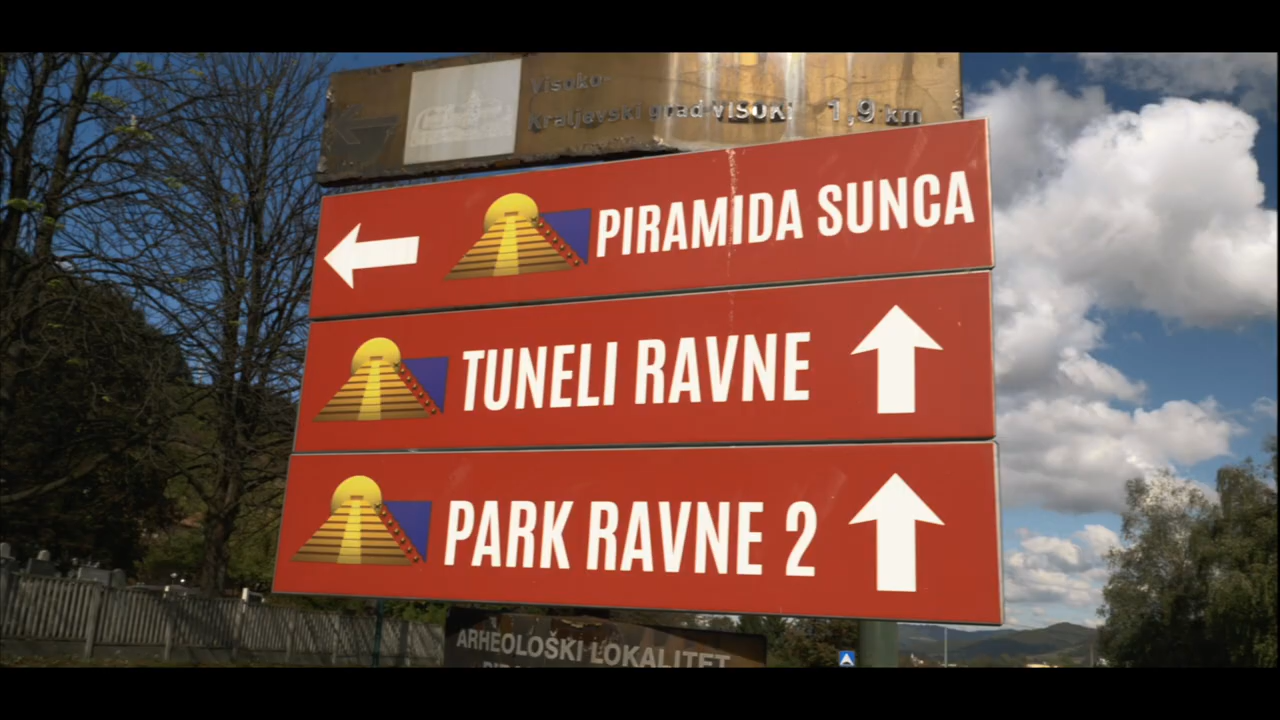 Visoko-
Kraljevski grad Visoki 1,9 km
PIRAMIDA SUNCA
TUNELI RAVNE
PARK RAVNE 2
ARHEOLOŠKI LOKALITET